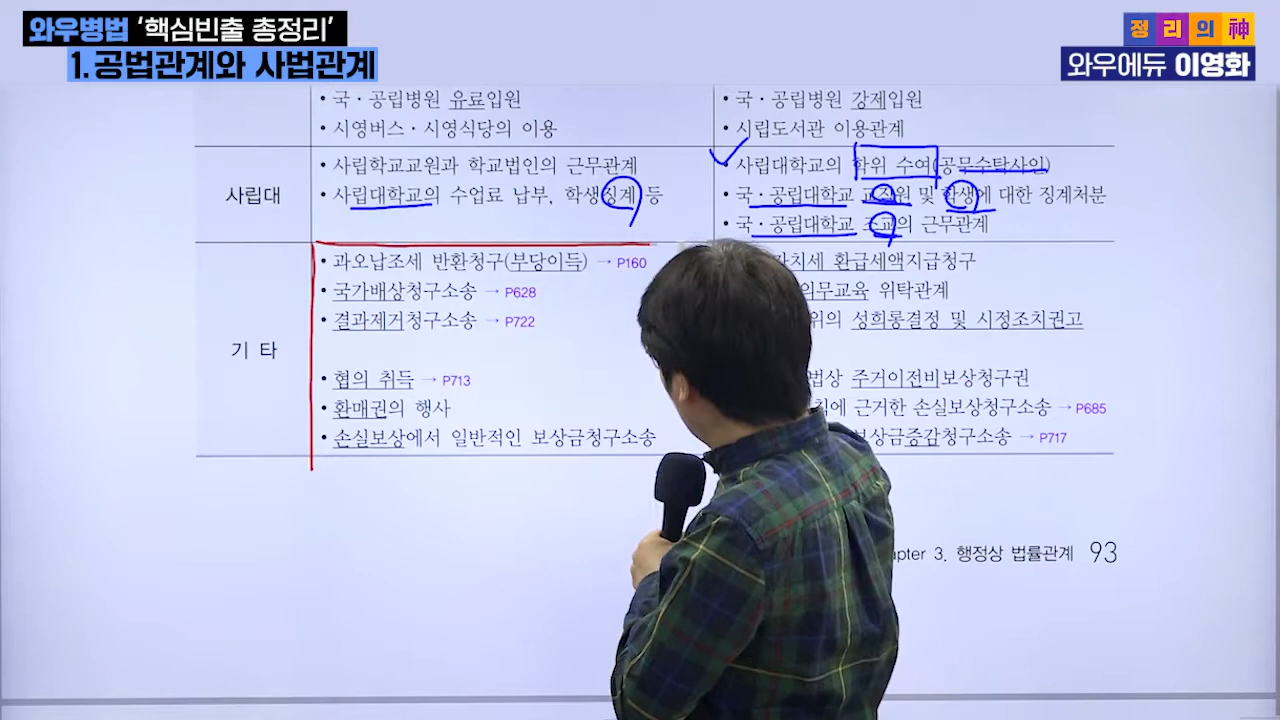 와우병법 '핵심빈출 총정리'
1. 공법관계와 사법관계
정리의神
와우에듀 이영화
• 국·공립병원 유료입원
• 시영버스·시영식당의 이용
• 국·공립병원 강제입원
• 시립도서관 이용관계
사립대
• 사립학교교원과 학교법인의 근무관계
• 사립대학교의 수업료 납부, 학생징계 등
사립대학교의 학위 수여(공무수탁사인)
• 국·공립대학교 교직원 및 학생에 대한 징계처분
• 국·공립대학교 조교의 근무관계
기 타
• 과오납조세 반환청구(부당이득) → P160
• 국가배상청구소송 → P628
• 결과제거청구소송 → P722
• 협의 취득 → P713
• 환매권의 행사
• 손실보상에서 일반적인 보상금청구소송
환급세액지급청구
의무교육 위탁관계
성희롱결정 및 시정조치권고
주거이전비보상청구권
근거한 손실보상청구소송 → P685
보상금증감청구소송 → P717
3. 행정상 법률관계 93